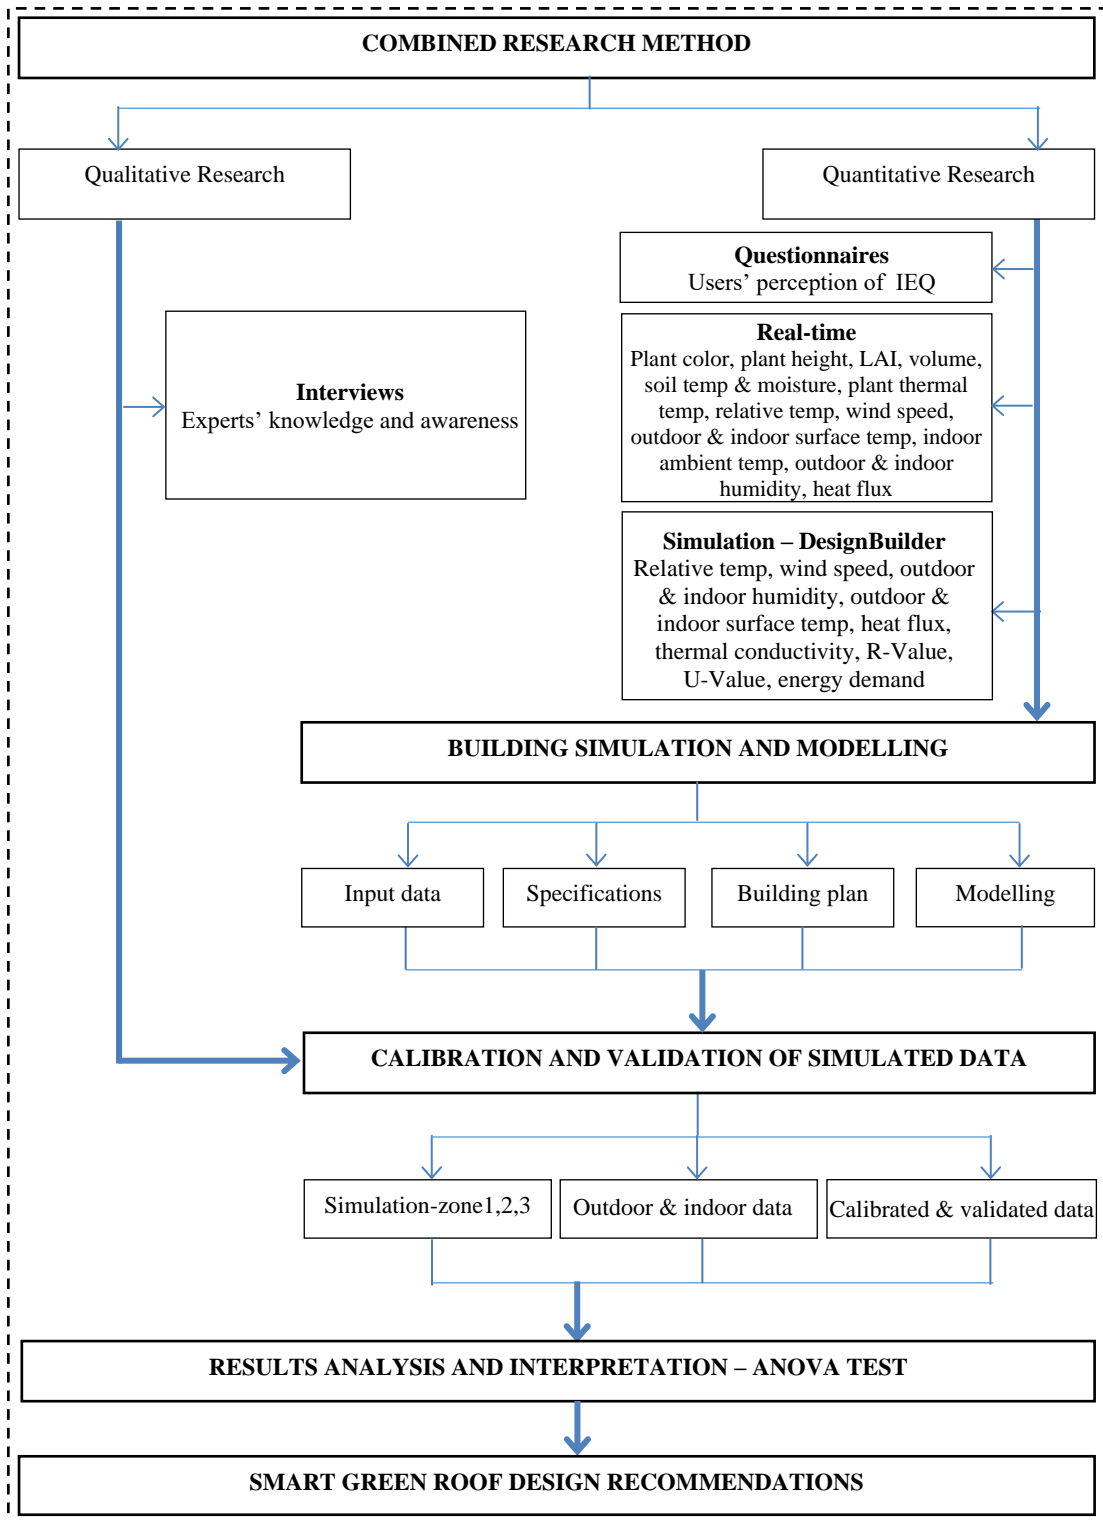 COMBINED RESEARCH METHOD
Qualitative Research
Quantitative Research
Questionnaires
Users’ perception of IEQ
Interviews
Experts’ knowledge and awareness
Real-time
Plant color, plant height, LAI, volume,
soil temp & moisture, plant thermal
temp, relative temp, wind speed,
outdoor & indoor surface temp, indoor
ambient temp, outdoor & indoor
humidity, heat flux
Simulation – DesignBuilder
Relative temp, wind speed, outdoor
& indoor humidity, outdoor &
indoor surface temp, heat flux,
thermal conductivity, R-Value,
U-Value, energy demand
BUILDING SIMULATION AND MODELLING
Input data
Specifications
Building plan
Modelling
CALIBRATION AND VALIDATION OF SIMULATED DATA
Simulation-zone1,2,3
Outdoor & indoor data
Calibrated & validated data
RESULTS ANALYSIS AND INTERPRETATION – ANOVA TEST
SMART GREEN ROOF DESIGN RECOMMENDATIONS